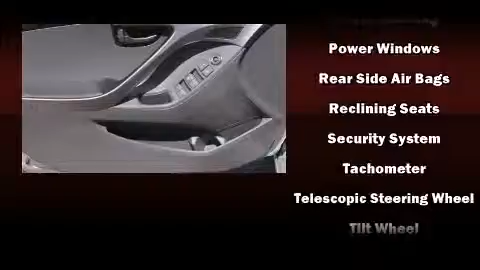 Power Windows
Rear Side Air Bags
Reclining Seats
Security System
Tachometer
Telescopic Steering Wheel
Tilt Wheel